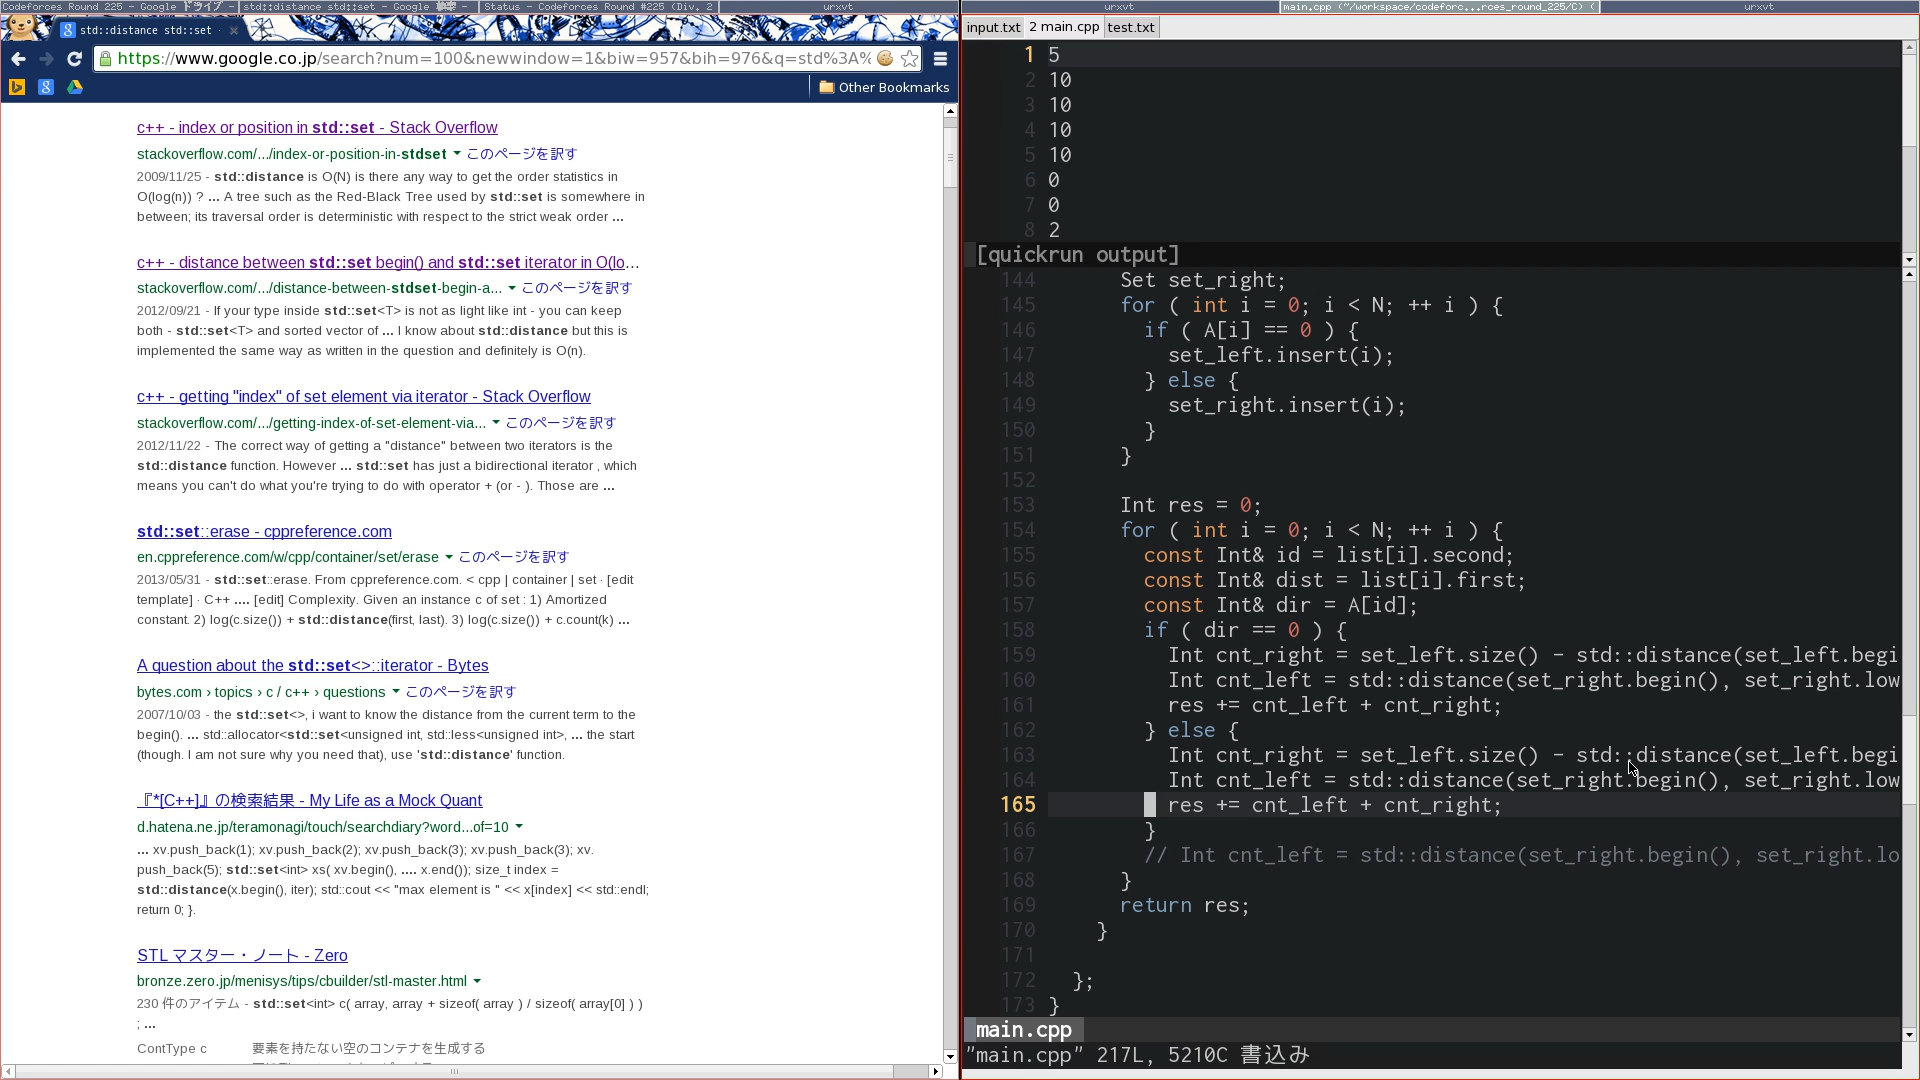 Codeforces Round 225 - Google ドライブ -
std::distance std::set - Google 検索 -
Status - Codeforces Round #225 (Div. 2
urxvt
urxvt
main.cpp (~/workspace/codeforc...rces_round_225/C) (
urxvt
std::distance std::set
https://www.google.co.jp/search?num=100&newwindow=1&biw=957&bih=976&q=std%3A%
Other Bookmarks
c++ - index or position in std::set - Stack Overflow
stackoverflow.com/.../index-or-position-in-stdset このページを訳す
2009/11/25 - std::distance is O(N) is there any way to get the order statistics in
O(log(n)) ? ... A tree such as the Red-Black Tree used by std::set is somewhere in
between; its traversal order is deterministic with respect to the strict weak order ...
c++ - distance between std::set begin() and std::set iterator in O(lo...
stackoverflow.com/.../distance-between-stdset-begin-a... このページを訳す
2012/09/21 - If your type inside std::set<T> is not as light like int - you can keep
both - std::set<T> and sorted vector of ... I know about std::distance but this is
implemented the same way as written in the question and definitely is O(n).
c++ - getting "index" of set element via iterator - Stack Overflow
stackoverflow.com/.../getting-index-of-set-element-via... このページを訳す
2012/11/22 - The correct way of getting a "distance" between two iterators is the
std::distance function. However ... std::set has just a bidirectional iterator , which
means you can't do what you're trying to do with operator + (or - ). Those are ...
std::set::erase - cppreference.com
en.cppreference.com/w/cpp/container/set/erase このページを訳す
2013/05/31 - std::set::erase. From cppreference.com. < cpp | container | set · [edit
template] · C++ .... [edit] Complexity. Given an instance c of set : 1) Amortized
constant. 2) log(c.size()) + std::distance(first, last). 3) log(c.size()) + c.count(k) ...
A question about the std::set<>::iterator - Bytes
bytes.com › topics › c / c++ › questions このページを訳す
2007/10/03 - the std::set<>, i want to know the distance from the current term to the
begin(). ... std::allocator<std::set<unsigned int, std::less<unsigned int>, ... the start
(though. I am not sure why you need that), use 'std::distance' function.
『*[C++]』の検索結果 - My Life as a Mock Quant
d.hatena.ne.jp/teramonagi/touch/searchdiary?word...of=10
... xv.push_back(1); xv.push_back(2); xv.push_back(3); xv.push_back(3); xv.
push_back(5); std::set<int> xs( xv.begin(), .... x.end()); size_t index =
std::distance(x.begin(), iter); std::cout << "max element is " << x[index] << std::endl;
return 0; }.
STL マスター・ノート - Zero
bronze.zero.jp/menisys/tips/cbuilder/stl-master.html
230 件のアイテム - std::set<int> c( array, array + sizeof( array ) / sizeof( array[0] ) )
; ...
ContType c 要素を持たない空のコンテナを生成する
input.txt 2 main.cpp test.txt
1 5
2 10
3 10
4 10
5 10
6 0
7 0
8 2
[quickrun output]
144 Set set_right;
145 for ( int i = 0; i < N; ++ i ) {
146 if ( A[i] == 0 ) {
147 set_left.insert(i);
148 } else {
149 set_right.insert(i);
150 }
151 }
152
153 Int res = 0;
154 for ( int i = 0; i < N; ++ i ) {
155 const Int& id = list[i].second;
156 const Int& dist = list[i].first;
157 const Int& dir = A[id];
158 if ( dir == 0 ) {
159 Int cnt_right = set_left.size() - std::distance(set_left.begi
160 Int cnt_left = std::distance(set_right.begin(), set_right.low
161 res += cnt_left + cnt_right;
162 } else {
163 Int cnt_right = set_left.size() - std::distance(set_left.begi
164 Int cnt_left = std::distance(set_right.begin(), set_right.low
165 res += cnt_left + cnt_right;
166 }
167 // Int cnt_left = std::distance(set_right.begin(), set_right.lo
168 }
169 return res;
170 }
171
172 };
173 }
main.cpp
"main.cpp" 217L, 5210C 書込み